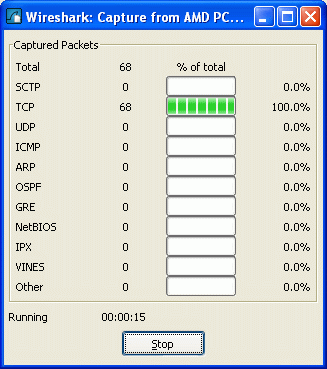 Wireshark: Capture from AMD PC...
Captured Packets
Total 68 % of total
SCTP 0 0.0%
TCP 68 100.0%
UDP 0 0.0%
ICMP 0 0.0%
ARP 0 0.0%
OSPF 0 0.0%
GRE 0 0.0%
NetBIOS 0 0.0%
IPX 0 0.0%
VINES 0 0.0%
Other 0 0.0%
Running 00:00:15
Stop